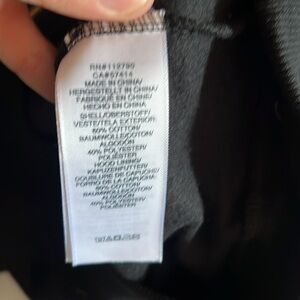 RN#112790
CA#57414
MADE IN CHINA/
HERGESTELLT IN CHINA/
FABRIQUÉ EN CHINE/
HECHO EN CHINA
SHELL/OBERSTOFF/
VESTE/TELA EXTERIOR:
60% COTTON/
BAUMWOLLE/COTON/
ALGODÓN
40% POLYESTER/
POLIÉSTER
HOOD LINING/
KAPUZENFUTTER/
DOUBLURE DE LA CAPUCHE/
FORRO DE LA CAPUCHA:
60% COTTON/
BAUMWOLLE/COTON/
ALGODÓN
40% POLYESTER/
POLIÉSTER